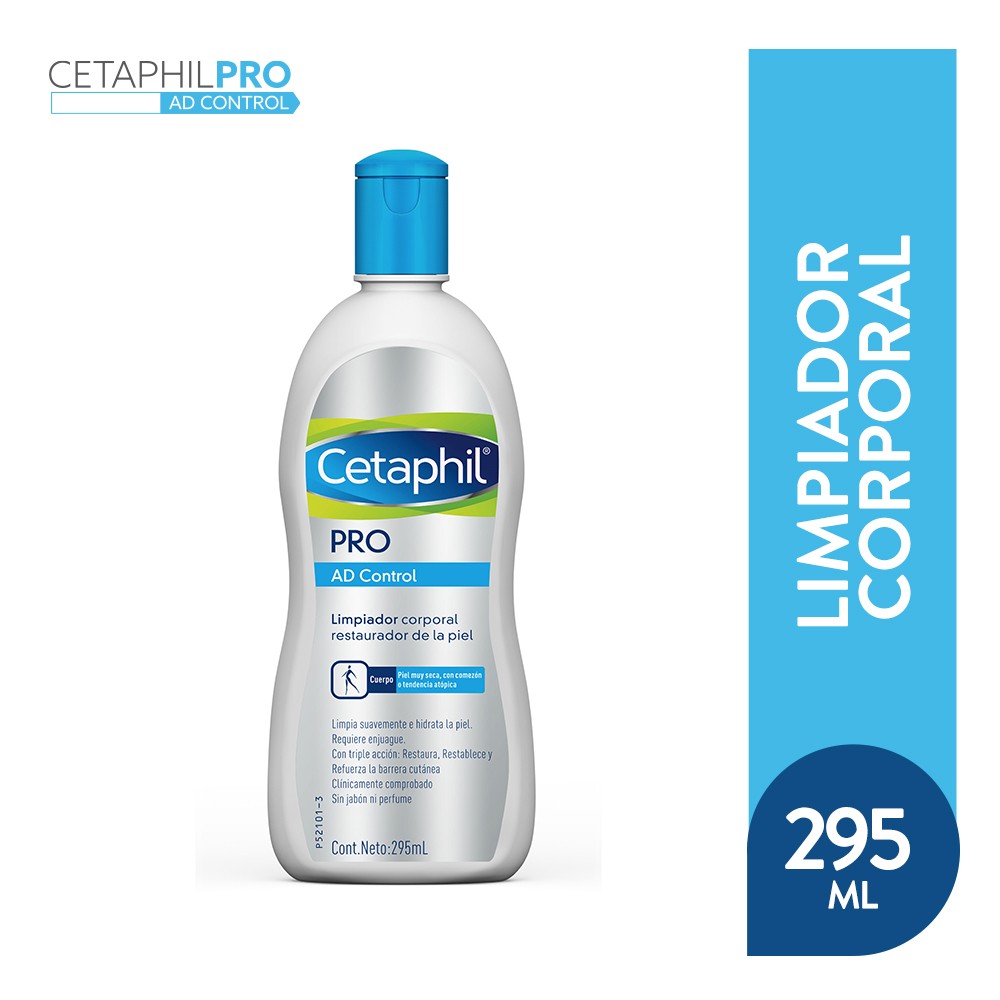 CETAPHILPRO
AD CONTROL
Cetaphil®
PRO
AD Control
Limpiador corporal
restaurador de la piel
Cuerpo
Piel muy seca, con comezón
o tendencia atópica
Limpia suavemente e hidrata la piel.
Requiere enjuague.
Con triple acción: Restaura, Restablece y
Refuerza la barrera cutánea
Clínicamente comprobado
Sin jabón ni perfume
P52101-3
Cont.Neto:295mL
LIMPIADOR
CORPORAL
295
ML